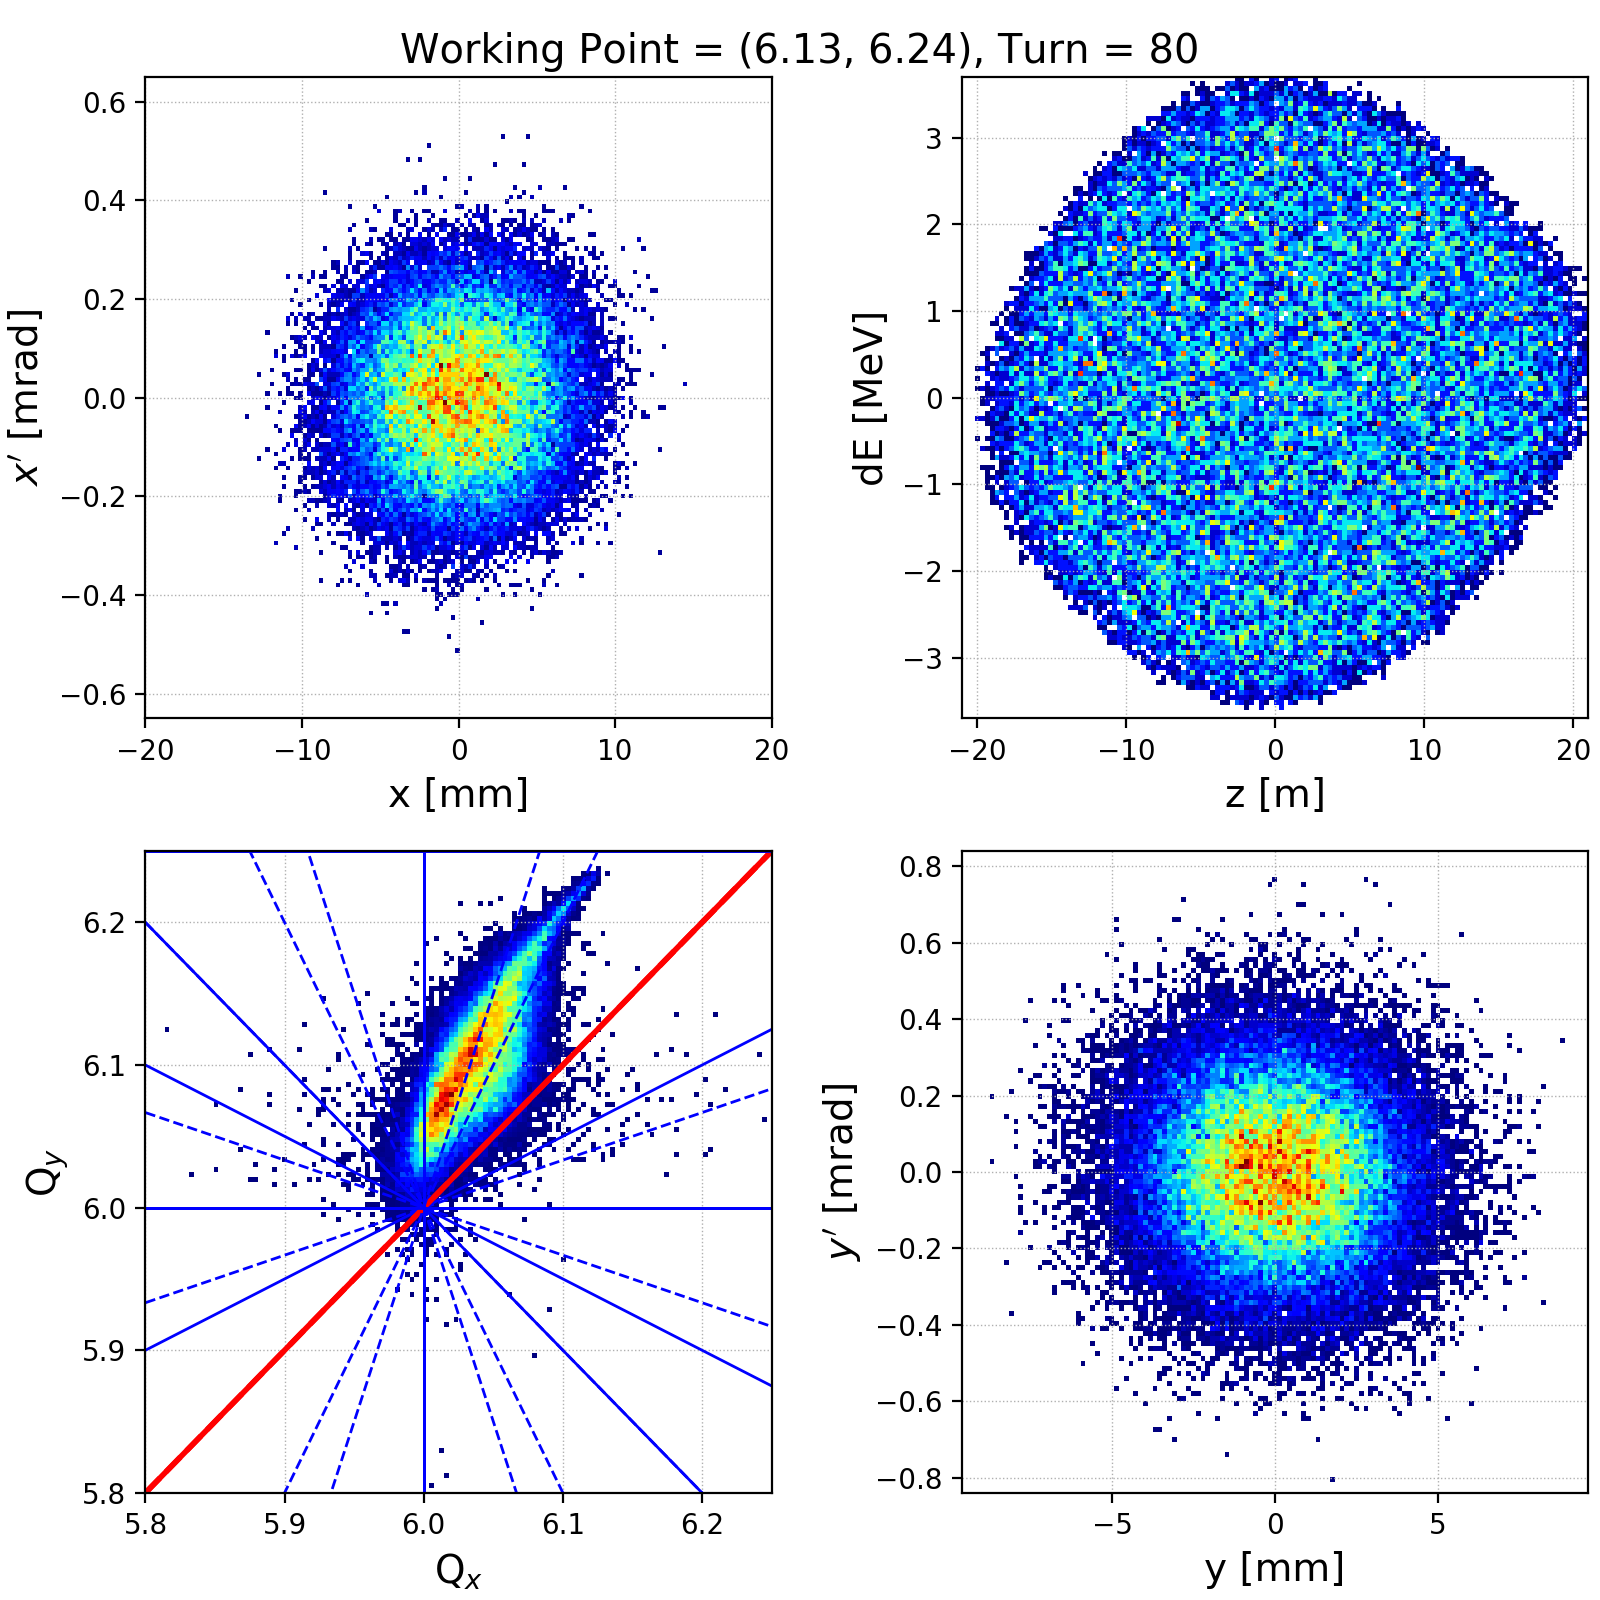 Working Point = (6.13, 6.24), Turn = 80
0.6
0.4
0.2
0.0
−0.2
−0.4
−0.6
x′ [mrad]
−20 −10 0 10 20
x [mm]
3
2
1
0
−1
−2
−3
dE [MeV]
−20 −10 0 10 20
z [m]
6.2
6.1
6.0
5.9
5.8
Qy
5.8 5.9 6.0 6.1 6.2
Qx
0.8
0.6
0.4
0.2
0.0
−0.2
−0.4
−0.6
−0.8
y′ [mrad]
−5 0 5
y [mm]